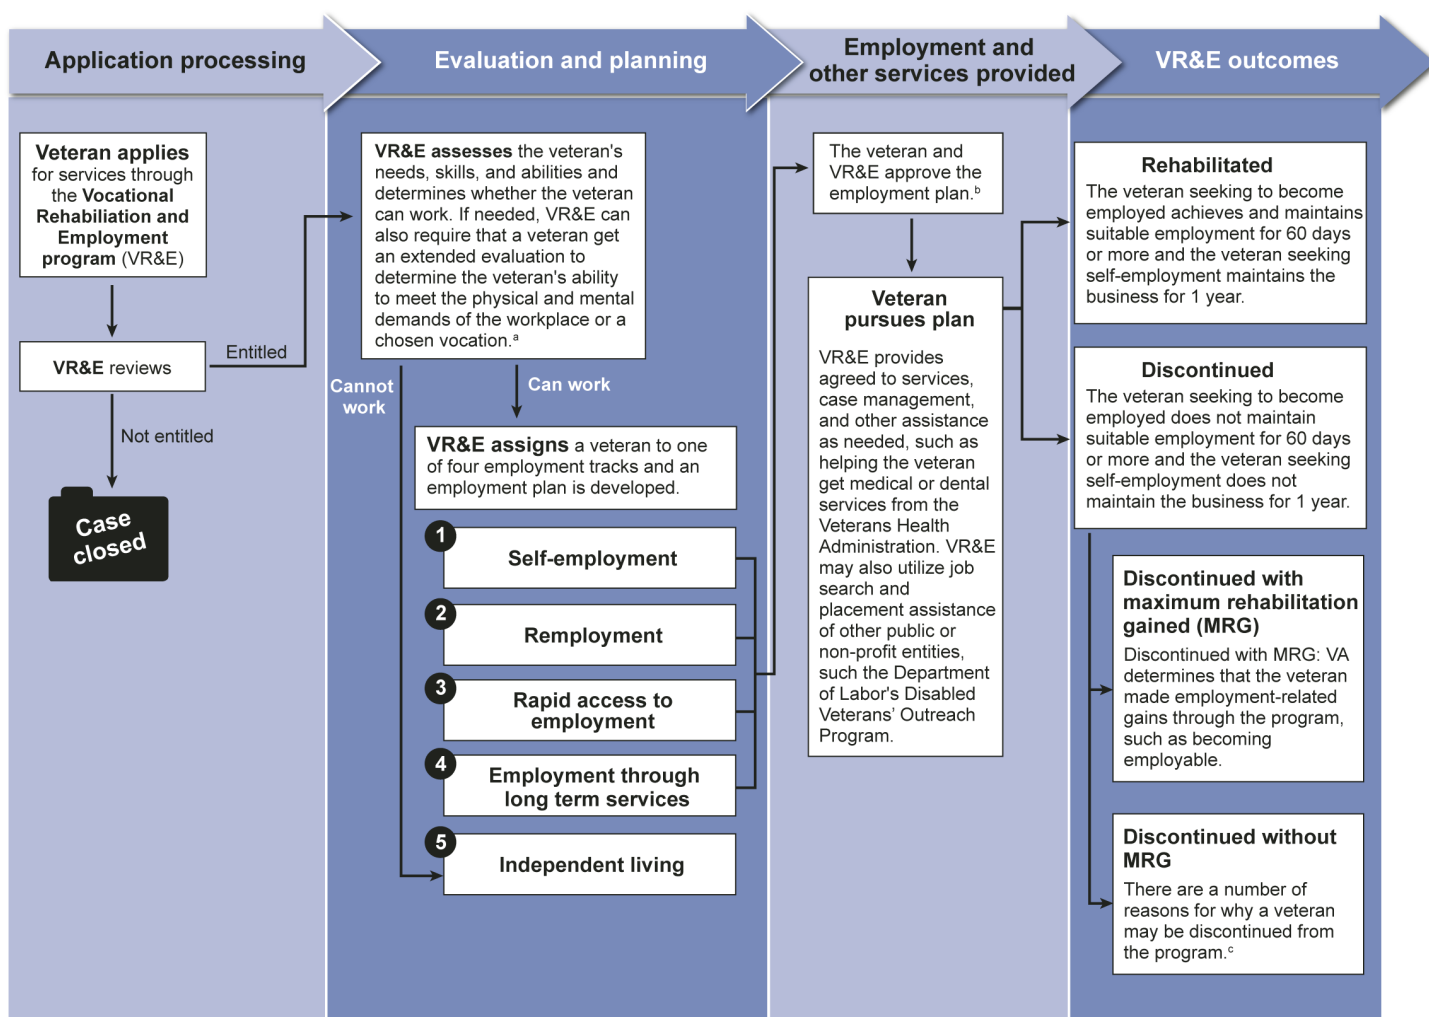 Application processing
Evaluation and planning
Employment and
other services provided
VR&E outcomes
Veteran applies
for services through
the Vocational
Rehabiliation and
Employment
program (VR&E)
VR&E reviews
Entitled
Not entitled
Case
closed
VR&E assesses the veteran's
needs, skills, and abilities and
determines whether the veteran
can work. If needed, VR&E can
also require that a veteran get
an extended evaluation to
determine the veteran's ability
to meet the physical and mental
demands of the workplace or a
chosen vocation.a
Cannot
work
Can work
VR&E assigns a veteran to one
of four employment tracks and an
employment plan is developed.
1
Self-employment
2
Remployment
3
Rapid access to
employment
4
Employment through
long term services
5
Independent living
The veteran and
VR&E approve the
employment plan.b
Veteran
pursues plan
VR&E provides
agreed to services,
case management,
and other assistance
as needed, such as
helping the veteran
get medical or dental
services from the
Veterans Health
Administration. VR&E
may also utilize job
search and
placement assistance
of other public or
non-profit entities,
such the Department
of Labor's Disabled
Veterans’ Outreach
Program.
Rehabilitated
The veteran seeking to become
employed achieves and maintains
suitable employment for 60 days
or more and the veteran seeking
self-employment maintains the
business for 1 year.
Discontinued
The veteran seeking to become
employed does not maintain
suitable employment for 60 days
or more and the veteran seeking
self-employment does not
maintain the business for 1 year.
Discontinued with
maximum rehabilitation
gained (MRG)
Discontinued with MRG: VA
determines that the veteran
made employment-related
gains through the program,
such as becoming
employable.
Discontinued without
MRG
There are a number of
reasons for why a veteran
may be discontinued from
the program.c